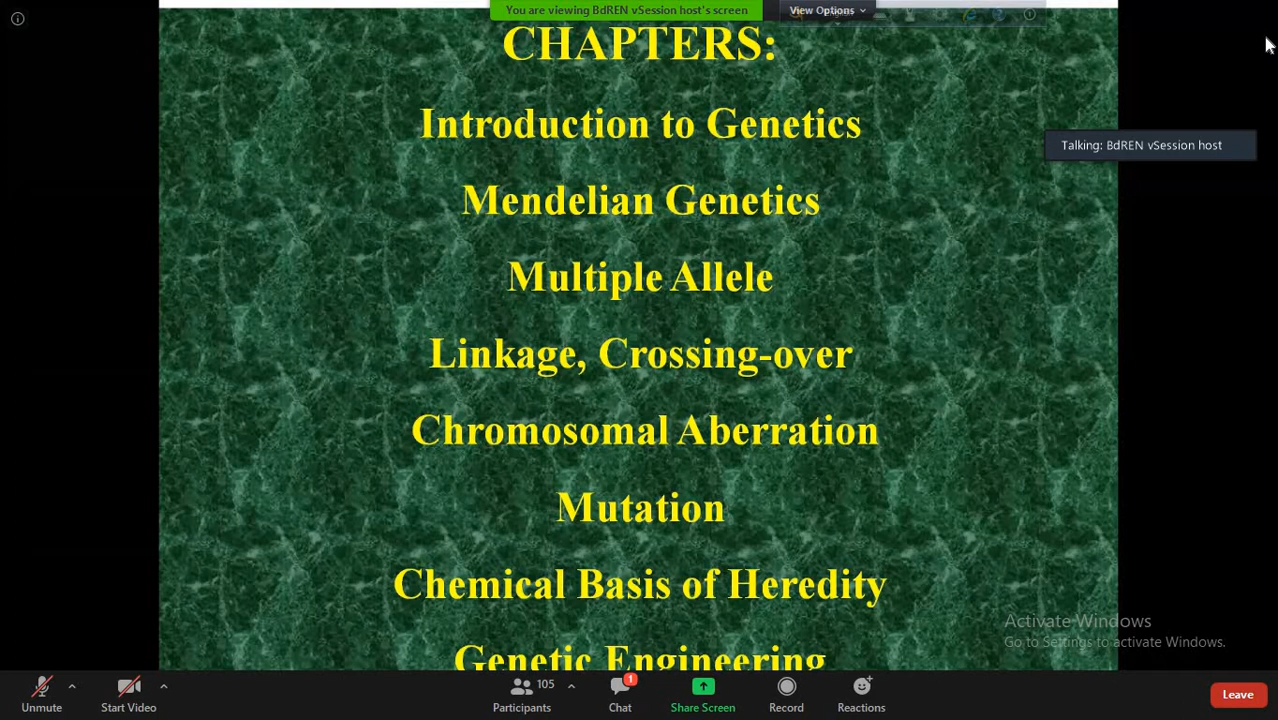 You are viewing BdREN vSession host's screen
View Options
CHAPTERS:
Introduction to Genetics
Talking: BdREN vSession host
Mendelian Genetics
Multiple Allele
Linkage, Crossing-over
Chromosomal Aberration
Mutation
Chemical Basis of Heredity
Activate Windows
Go to Settings to activate Windows.
Genetic Engineering
Unmute
Start Video
105
Participants
1
Chat
Share Screen
Record
Reactions
Leave